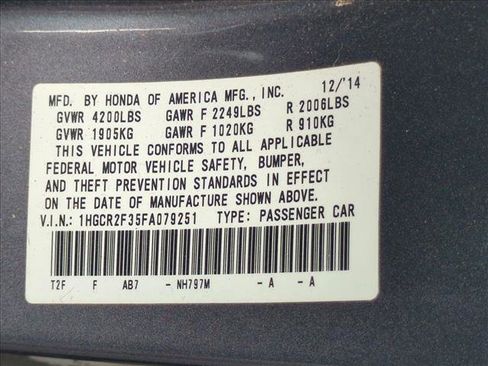 MFD. BY HONDA OF AMERICA MFG., INC. 12/'14
GVWR 4200LBS GAWR F 2249LBS R 2006LBS
GVWR 1905KG GAWR F 1020KG R 910KG
THIS VEHICLE CONFORMS TO ALL APPLICABLE
FEDERAL MOTOR VEHICLE SAFETY, BUMPER,
AND THEFT PREVENTION STANDARDS IN EFFECT
ON THE DATE OF MANUFACTURE SHOWN ABOVE.
V.I.N.: 1HGCR2F35FA079251 TYPE: PASSENGER CAR
T2F F AB7 - NH797M - A - A